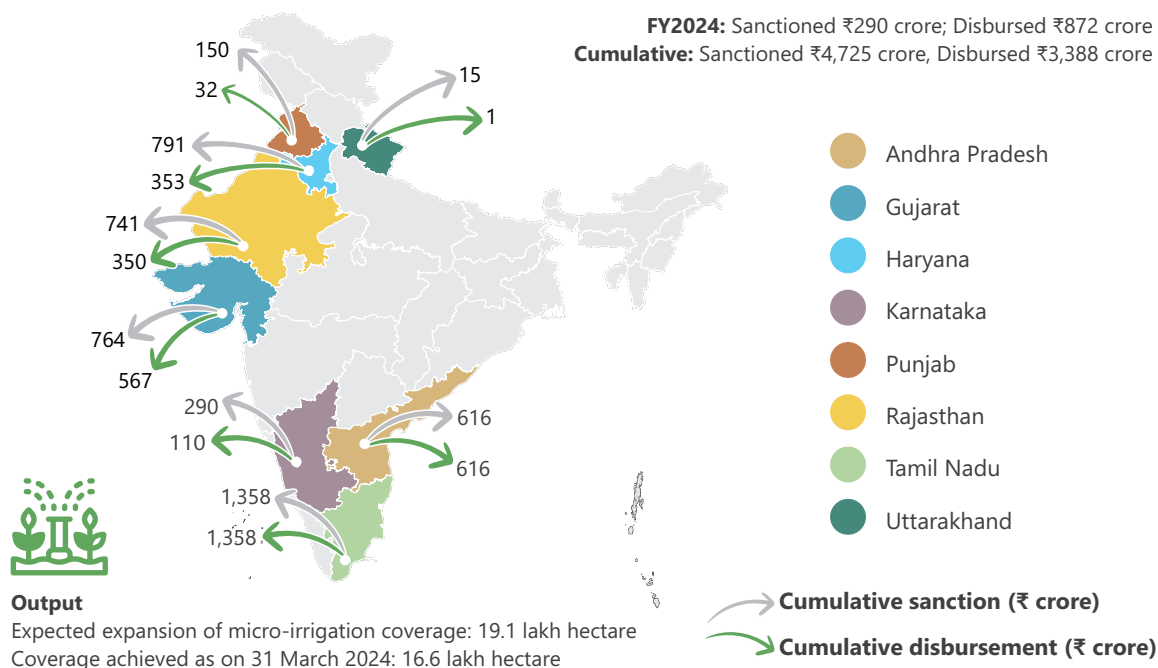 FY2024: Sanctioned ₹290 crore; Disbursed ₹872 crore
Cumulative: Sanctioned ₹4,725 crore, Disbursed ₹3,388 crore
150
32
15
1
791
353
741
350
764
567
290
110
616
616
1,358
1,358
Andhra Pradesh
Gujarat
Haryana
Karnataka
Punjab
Rajasthan
Tamil Nadu
Uttarakhand
Output
Expected expansion of micro-irrigation coverage: 19.1 lakh hectare
Coverage achieved as on 31 March 2024: 16.6 lakh hectare
Cumulative sanction (₹ crore)
Cumulative disbursement (₹ crore)